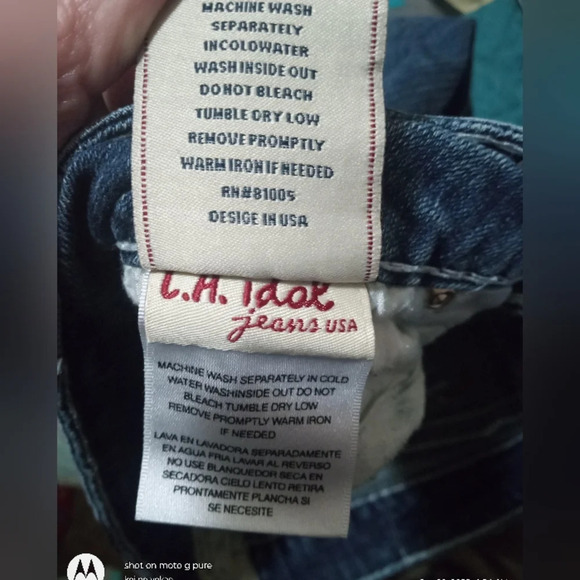 MACHINE WASH
SEPARATELY
INCOLDWATER
WASHINSIDE OUT
DO NOT BLEACH
TUMBLE DRY LOW
REMOVE PROMPTLY
WARM IRON IF NEEDED
RN#81005
DESIGE IN USA
L.A. Idol
jeans USA
MACHINE WASH SEPARATELY IN COLD
WATER WASHINSIDE OUT DO NOT
BLEACH TUMBLE DRY LOW
REMOVE PROMPTLY WARM IRON
IF NEEDED
LAVA EN LAVADORA SEPARADAMENTE
EN AGUA FRIA LAVAR AL REVERSO
NO USE BLANQUEDOR SECA EN
SECADORA CIELO LENTO RETIRA
PRONTAMENTE PLANCHA SI
SE NECESITE
shot on moto g pure